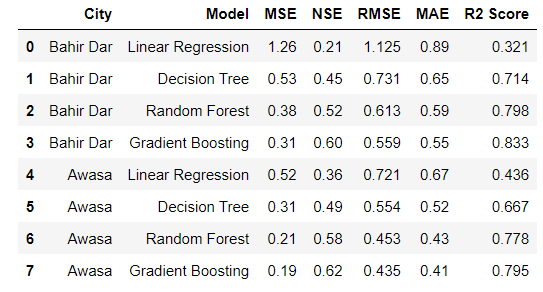 City Model MSE NSE RMSE MAE R2 Score
0 Bahir Dar Linear Regression 1.26 0.21 1.125 0.89 0.321
1 Bahir Dar Decision Tree 0.53 0.45 0.731 0.65 0.714
2 Bahir Dar Random Forest 0.38 0.52 0.613 0.59 0.798
3 Bahir Dar Gradient Boosting 0.31 0.60 0.559 0.55 0.833
4 Awasa Linear Regression 0.52 0.36 0.721 0.67 0.436
5 Awasa Decision Tree 0.31 0.49 0.554 0.52 0.667
6 Awasa Random Forest 0.21 0.58 0.453 0.43 0.778
7 Awasa Gradient Boosting 0.19 0.62 0.435 0.41 0.795